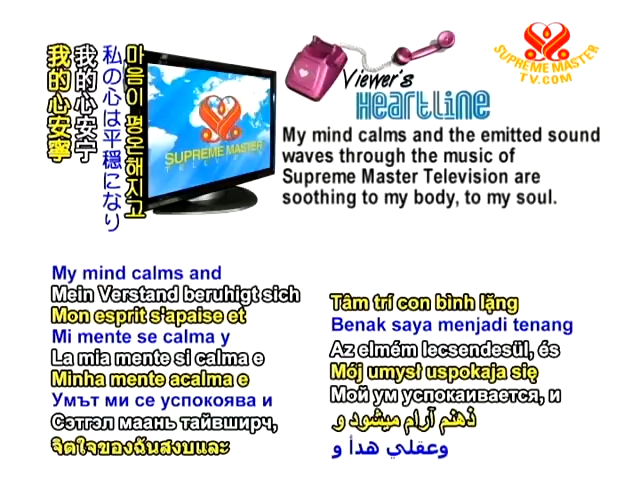 我的心安寧
我的心安宁
私の心は平穏になり
마음이 평온해지고
SUPREME MASTER
TELEVISION
Viewer's
HEARTLINE
SUPREME MASTER
TV.COM
My mind calms and the emitted sound
waves through the music of
Supreme Master Television are
soothing to my body, to my soul.
My mind calms and
Mein Verstand beruhigt sich
Mon esprit s'apaise et
Mi mente se calma y
La mia mente si calma e
Minha mente acalma e
Умът ми се успокоява и
Сэтгэл маань тайвширч,
จิตใจของฉันสงบและ
Tâm trí con bình lặng
Benak saya menjadi tenang
Az elmém lecsendesül, és
Mój umysł uspokaja się
Мой ум успокаивается, и
ذهنم آرام میشود و
وعقلي هدأ و